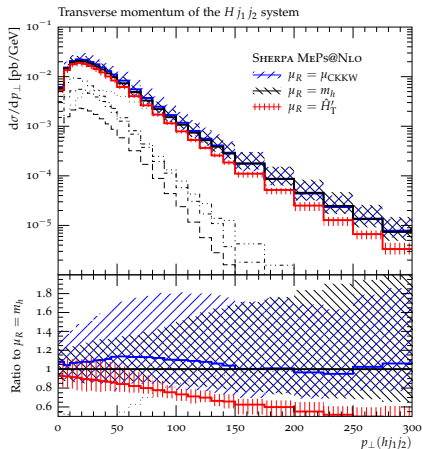 Transverse momentum of the H j₁ j₂ system
dσ/dp⊥ [pb/GeV]
10⁻¹
10⁻²
10⁻³
10⁻⁴
10⁻⁵
SHERPA MEPS@NLO
μR = μCKKW
μR = mh
μR = Ĥ′T
Ratio to μR = mh
1.8
1.6
1.4
1.2
1
0.8
0.6
0 50 100 150 200 250 300
p⊥(hj₁j₂)